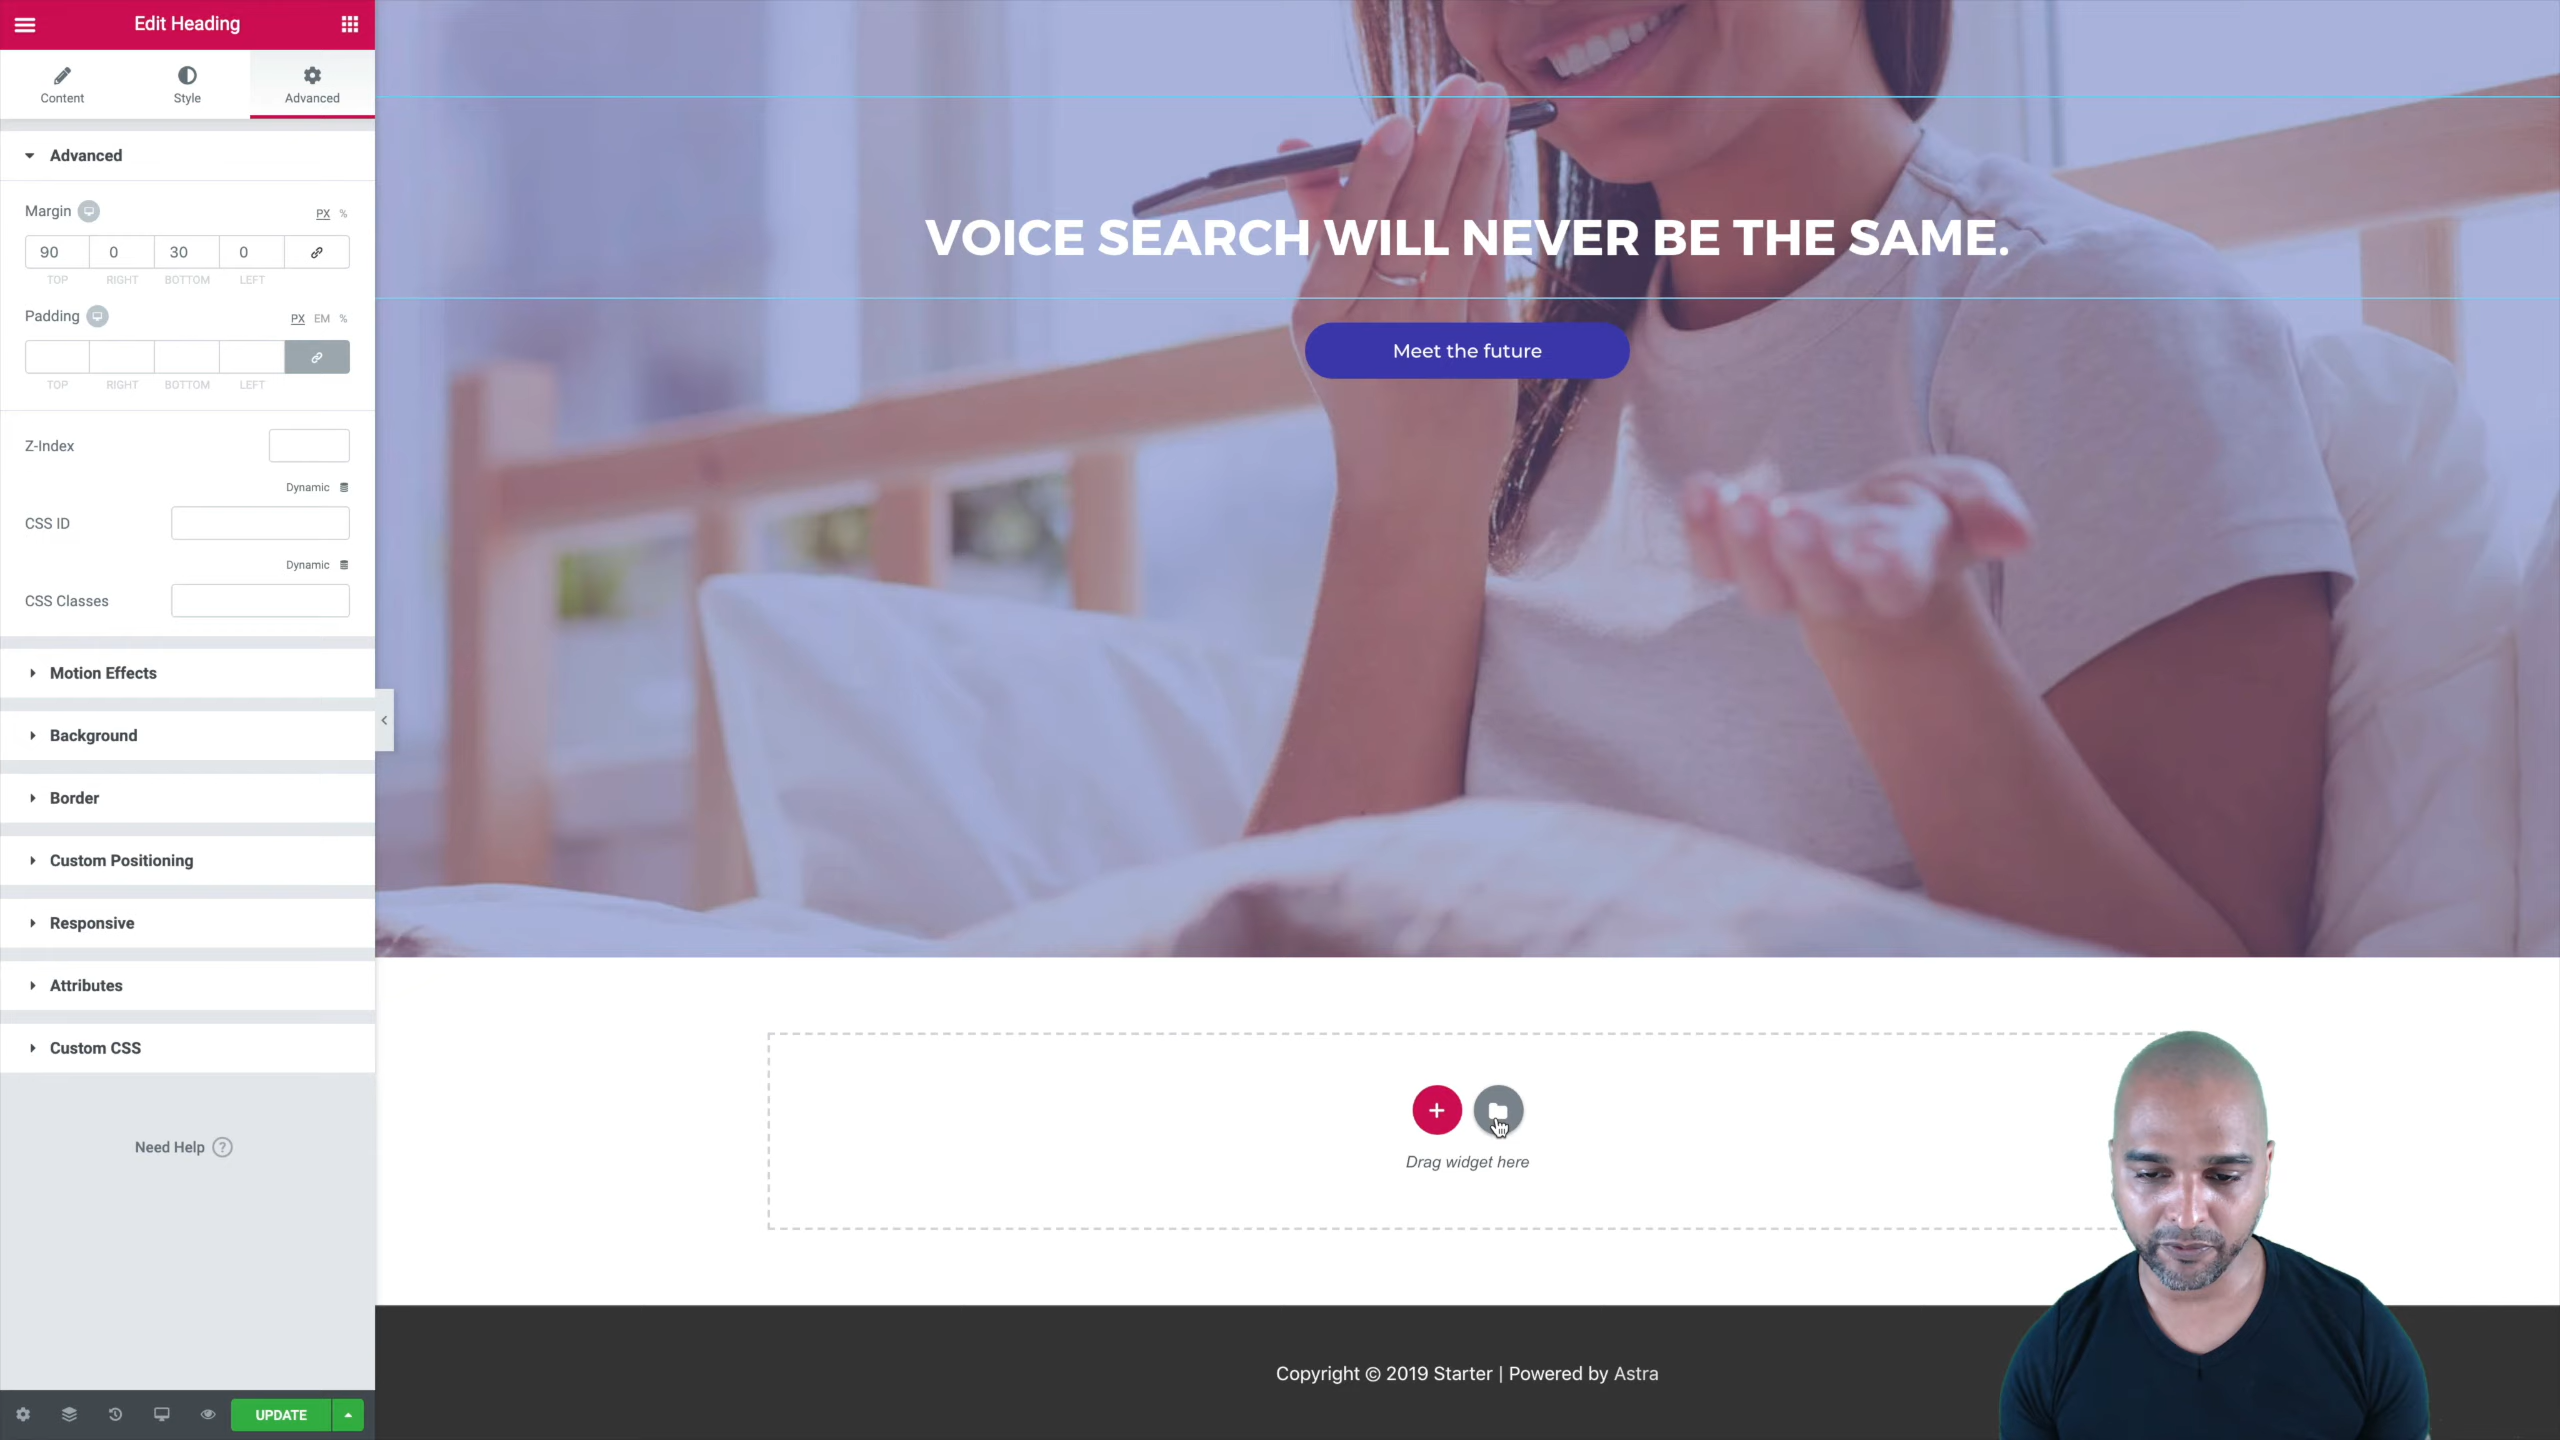 Edit Heading
Content
Style
Advanced
Advanced
Margin
PX %
90 0 30 0
TOP RIGHT BOTTOM LEFT
Padding
PX EM %
TOP RIGHT BOTTOM LEFT
Z-Index
Dynamic
CSS ID
Dynamic
CSS Classes
Motion Effects
Background
Border
Custom Positioning
Responsive
Attributes
Custom CSS
Need Help ?
UPDATE
VOICE SEARCH WILL NEVER BE THE SAME.
Meet the future
Drag widget here
Copyright © 2019 Starter | Powered by Astra